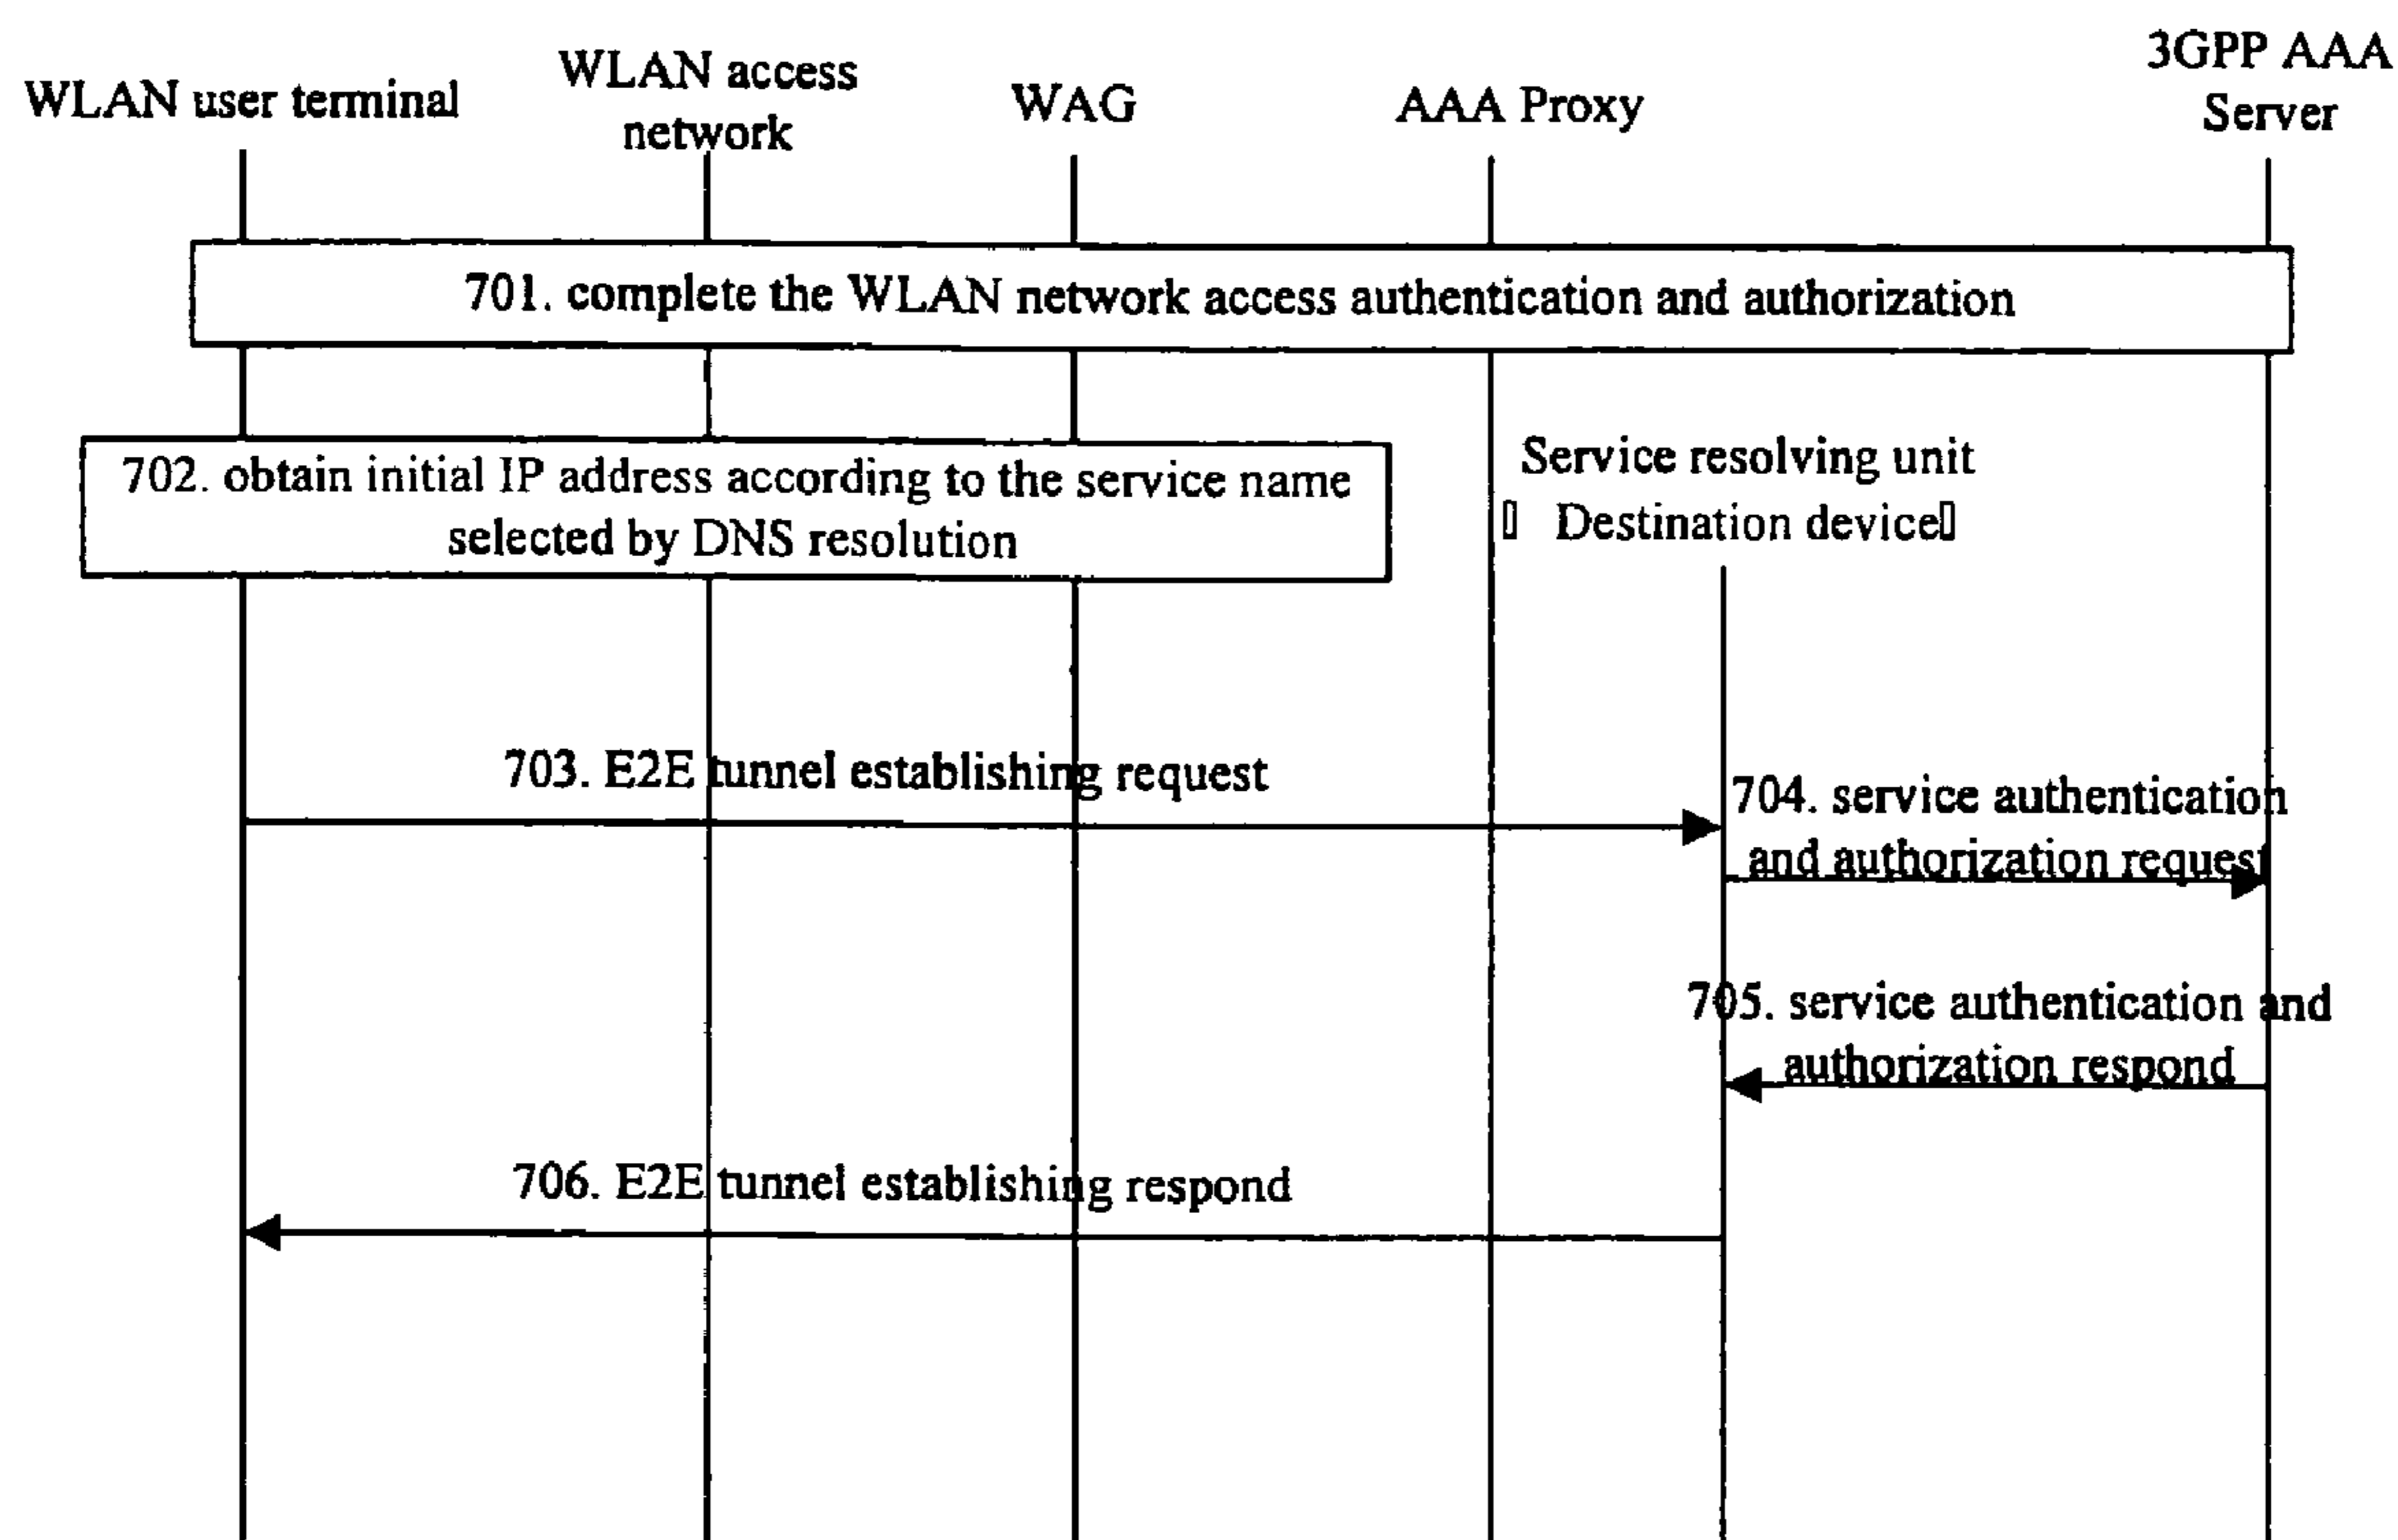 WLAN user terminal
WLAN access
network
WAG
AAA Proxy
3GPP AAA
Server
701. complete the WLAN network access authentication and authorization
702. obtain initial IP address according to the service name
selected by DNS resolution
Service resolving unit
▯ Destination device▯
703. E2E tunnel establishing request
704. service authentication
and authorization request
705. service authentication and
authorization respond
706. E2E tunnel establishing respond